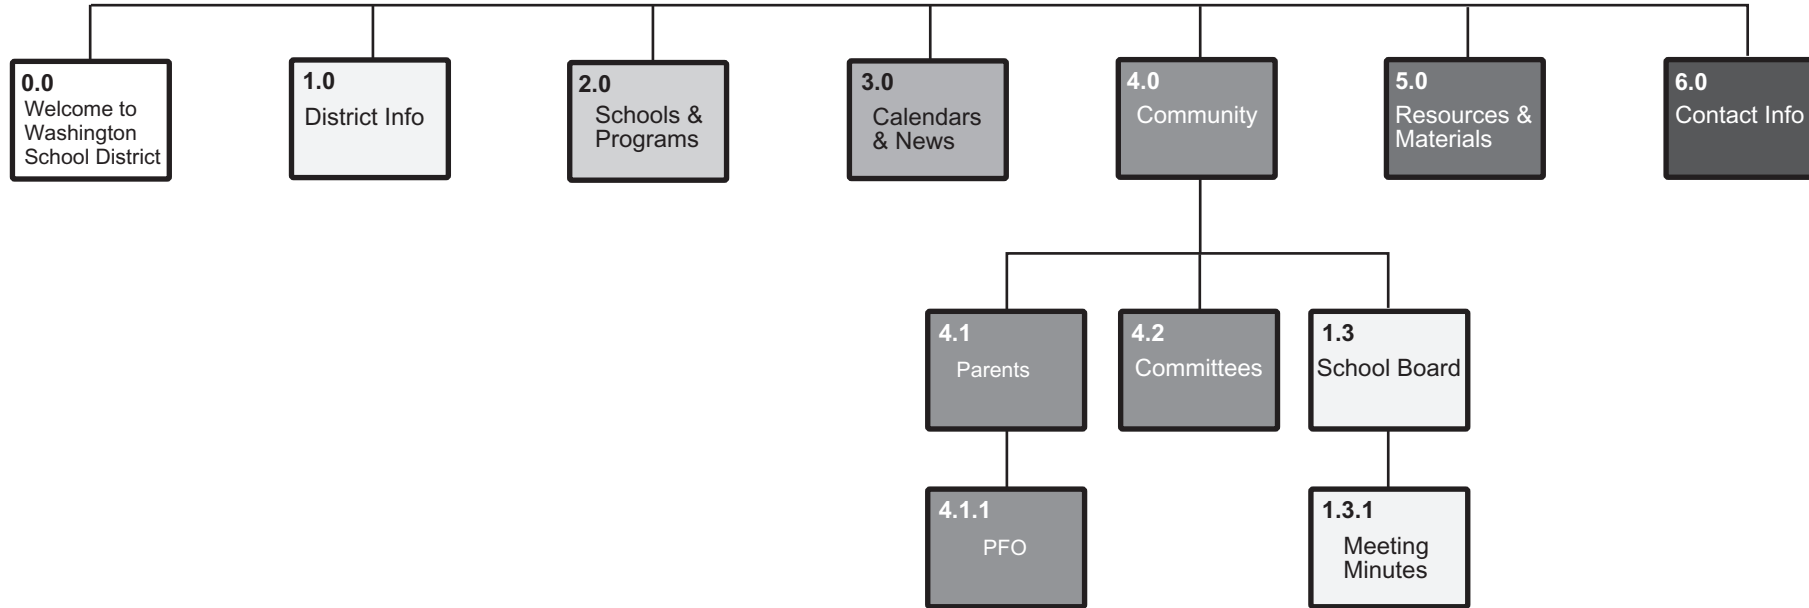 0.0
Welcome to
Washington
School District
1.0
District Info
2.0
Schools &
Programs
3.0
Calendars
& News
4.0
Community
5.0
Resources &
Materials
6.0
Contact Info
4.1
Parents
4.2
Committees
1.3
School Board
4.1.1
PFO
1.3.1
Meeting
Minutes